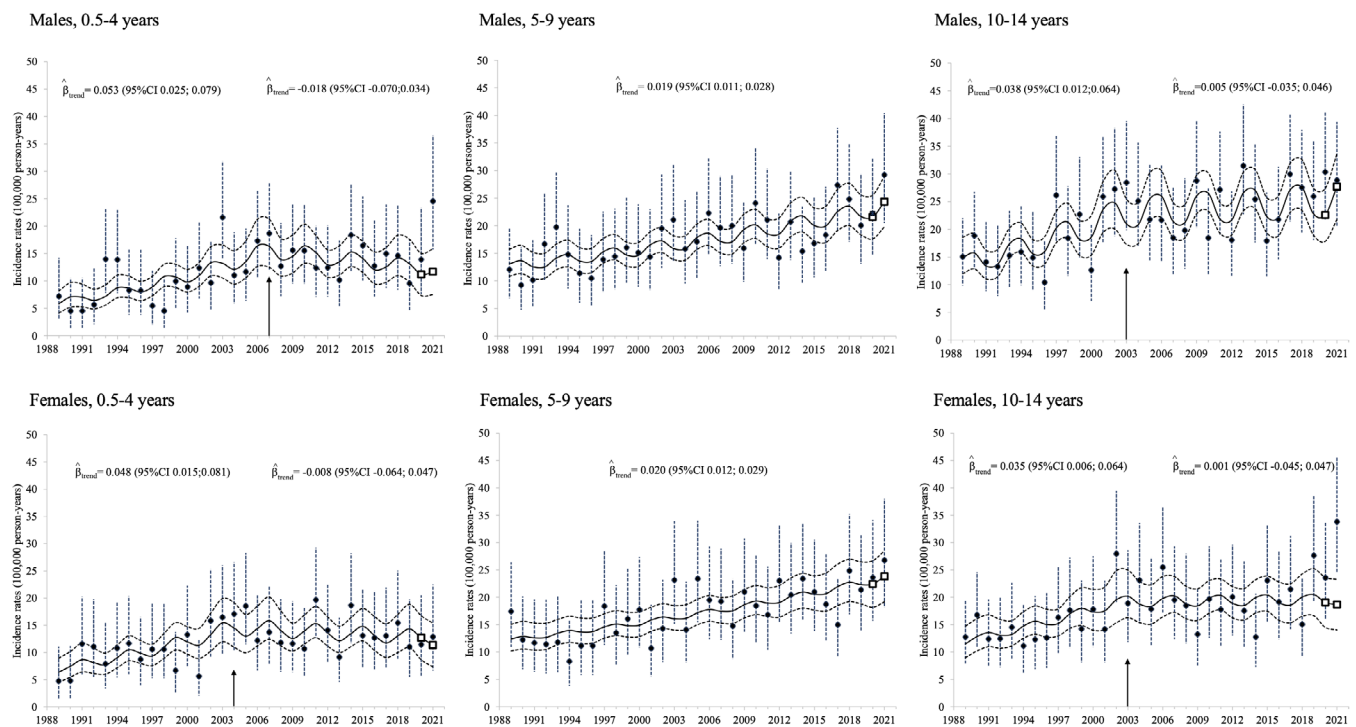 Males, 0.5-4 years
Incidence rates (100,000 person-years)
50
45
40
35
30
25
20
15
10
5
0
β̂trend= 0.053 (95%CI 0.025; 0.079)
β̂trend= -0.018 (95%CI -0.070;0.034)
1988 1991 1994 1997 2000 2003 2006 2009 2012 2015 2018 2021
Males, 5-9 years
Incidence rates (100,000 person-years)
50
45
40
35
30
25
20
15
10
5
0
β̂trend= 0.019 (95%CI 0.011; 0.028)
1988 1991 1994 1997 2000 2003 2006 2009 2012 2015 2018 2021
Males, 10-14 years
Incidence rates (100,000 person-years)
50
45
40
35
30
25
20
15
10
5
0
β̂trend= 0.038 (95%CI 0.012;0.064)
β̂trend= 0.005 (95%CI -0.035; 0.046)
1988 1991 1994 1997 2000 2003 2006 2009 2012 2015 2018 2021
Females, 0.5-4 years
Incidence rates (100,000 person-years)
50
45
40
35
30
25
20
15
10
5
0
β̂trend= 0.048 (95%CI 0.015;0.081)
β̂trend= -0.008 (95%CI -0.064; 0.047)
1988 1991 1994 1997 2000 2003 2006 2009 2012 2015 2018 2021
Females, 5-9 years
Incidence rates (100,000 person-years)
50
45
40
35
30
25
20
15
10
5
0
β̂trend= 0.020 (95%CI 0.012; 0.029)
1988 1991 1994 1997 2000 2003 2006 2009 2012 2015 2018 2021
Females, 10-14 years
Incidence rates (100,000 person-years)
50
45
40
35
30
25
20
15
10
5
0
β̂trend= 0.035 (95%CI 0.006; 0.064)
β̂trend= 0.001 (95%CI -0.045; 0.047)
1988 1991 1994 1997 2000 2003 2006 2009 2012 2015 2018 2021